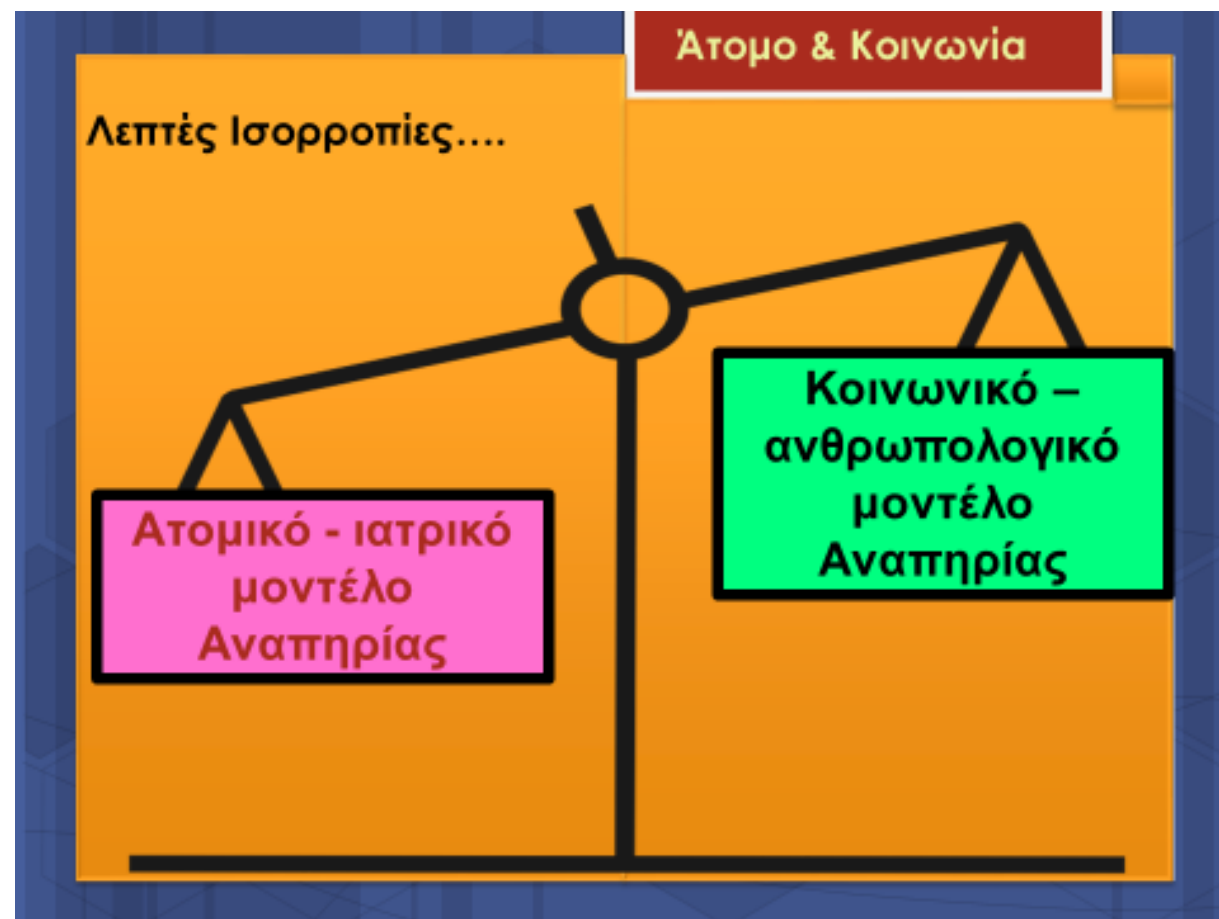 Άτομο & Κοινωνία
Λεπτές Ισορροπίες....
Κοινωνικό –
ανθρωπολογικό
μοντέλο
Αναπηρίας
Ατομικό - ιατρικό
μοντέλο
Αναπηρίας